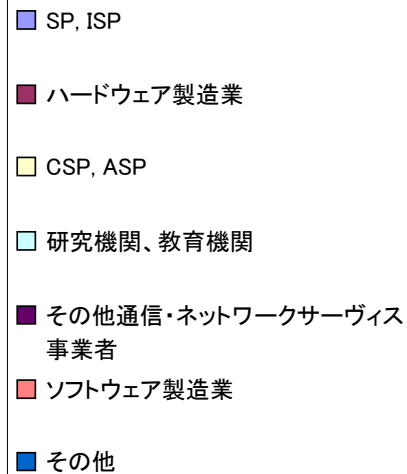 SP, ISP
ハードウェア製造業
CSP, ASP
研究機関、教育機関
その他通信・ネットワークサーヴィス
事業者
ソフトウェア製造業
その他